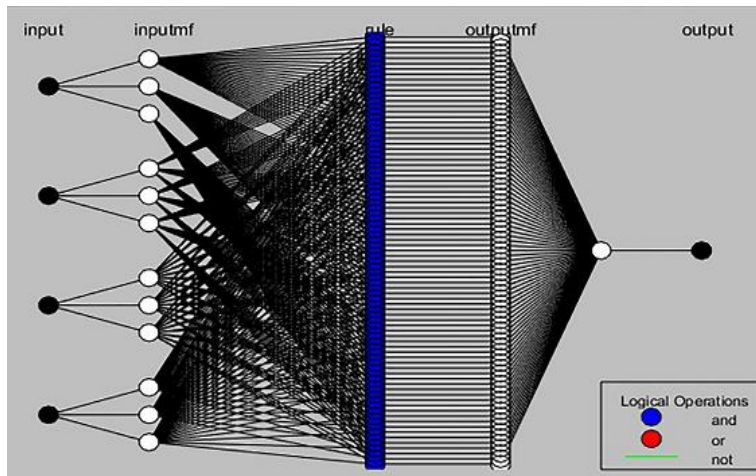 input inputmf rule outputmf output
Logical Operations
and
or
not